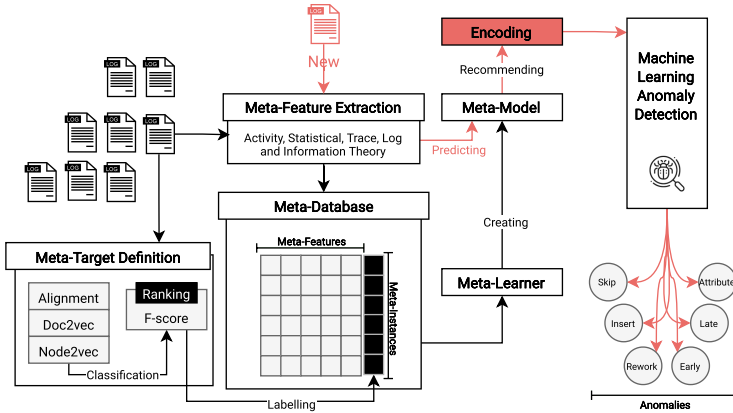 LOG
New
Encoding
Recommending
Machine
Learning
Anomaly
Detection
LOG
LOG
Meta-Feature Extraction
Activity, Statistical, Trace, Log
and Information Theory
Meta-Model
Predicting
LOG
LOG
LOG
LOG
LOG
LOG
Meta-Database
Meta-Features
Meta-Instances
Creating
Meta-Learner
Meta-Target Definition
Alignment
Doc2vec
Node2vec
Ranking
F-score
Classification
Labelling
Skip
Attribute
Insert
Late
Rework
Early
Anomalies